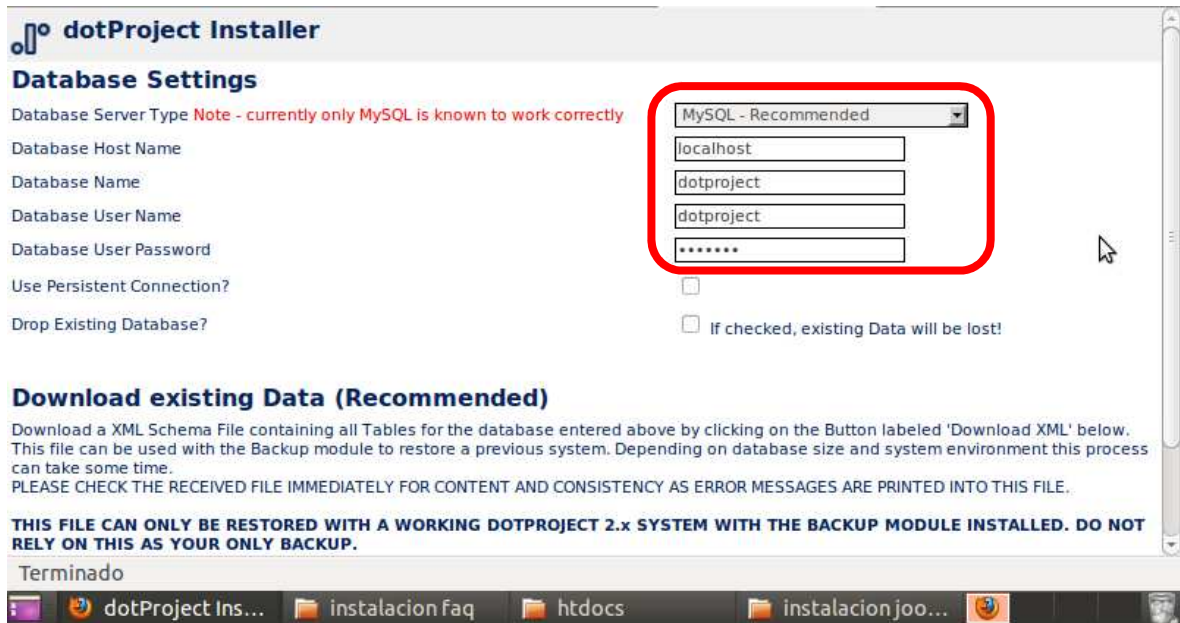 dotProject Installer
Database Settings
Database Server Type Note - currently only MySQL is known to work correctly
MySQL - Recommended
Database Host Name
localhost
Database Name
dotproject
Database User Name
dotproject
Database User Password
•••••••
Use Persistent Connection?
Drop Existing Database?
If checked, existing Data will be lost!
Download existing Data (Recommended)
Download a XML Schema File containing all Tables for the database entered above by clicking on the Button labeled 'Download XML' below.
This file can be used with the Backup module to restore a previous system. Depending on database size and system environment this process
can take some time.
PLEASE CHECK THE RECEIVED FILE IMMEDIATELY FOR CONTENT AND CONSISTENCY AS ERROR MESSAGES ARE PRINTED INTO THIS FILE.
THIS FILE CAN ONLY BE RESTORED WITH A WORKING DOTPROJECT 2.x SYSTEM WITH THE BACKUP MODULE INSTALLED. DO NOT
RELY ON THIS AS YOUR ONLY BACKUP.
Terminado
dotProject Ins...
instalacion faq
htdocs
instalacion joo...